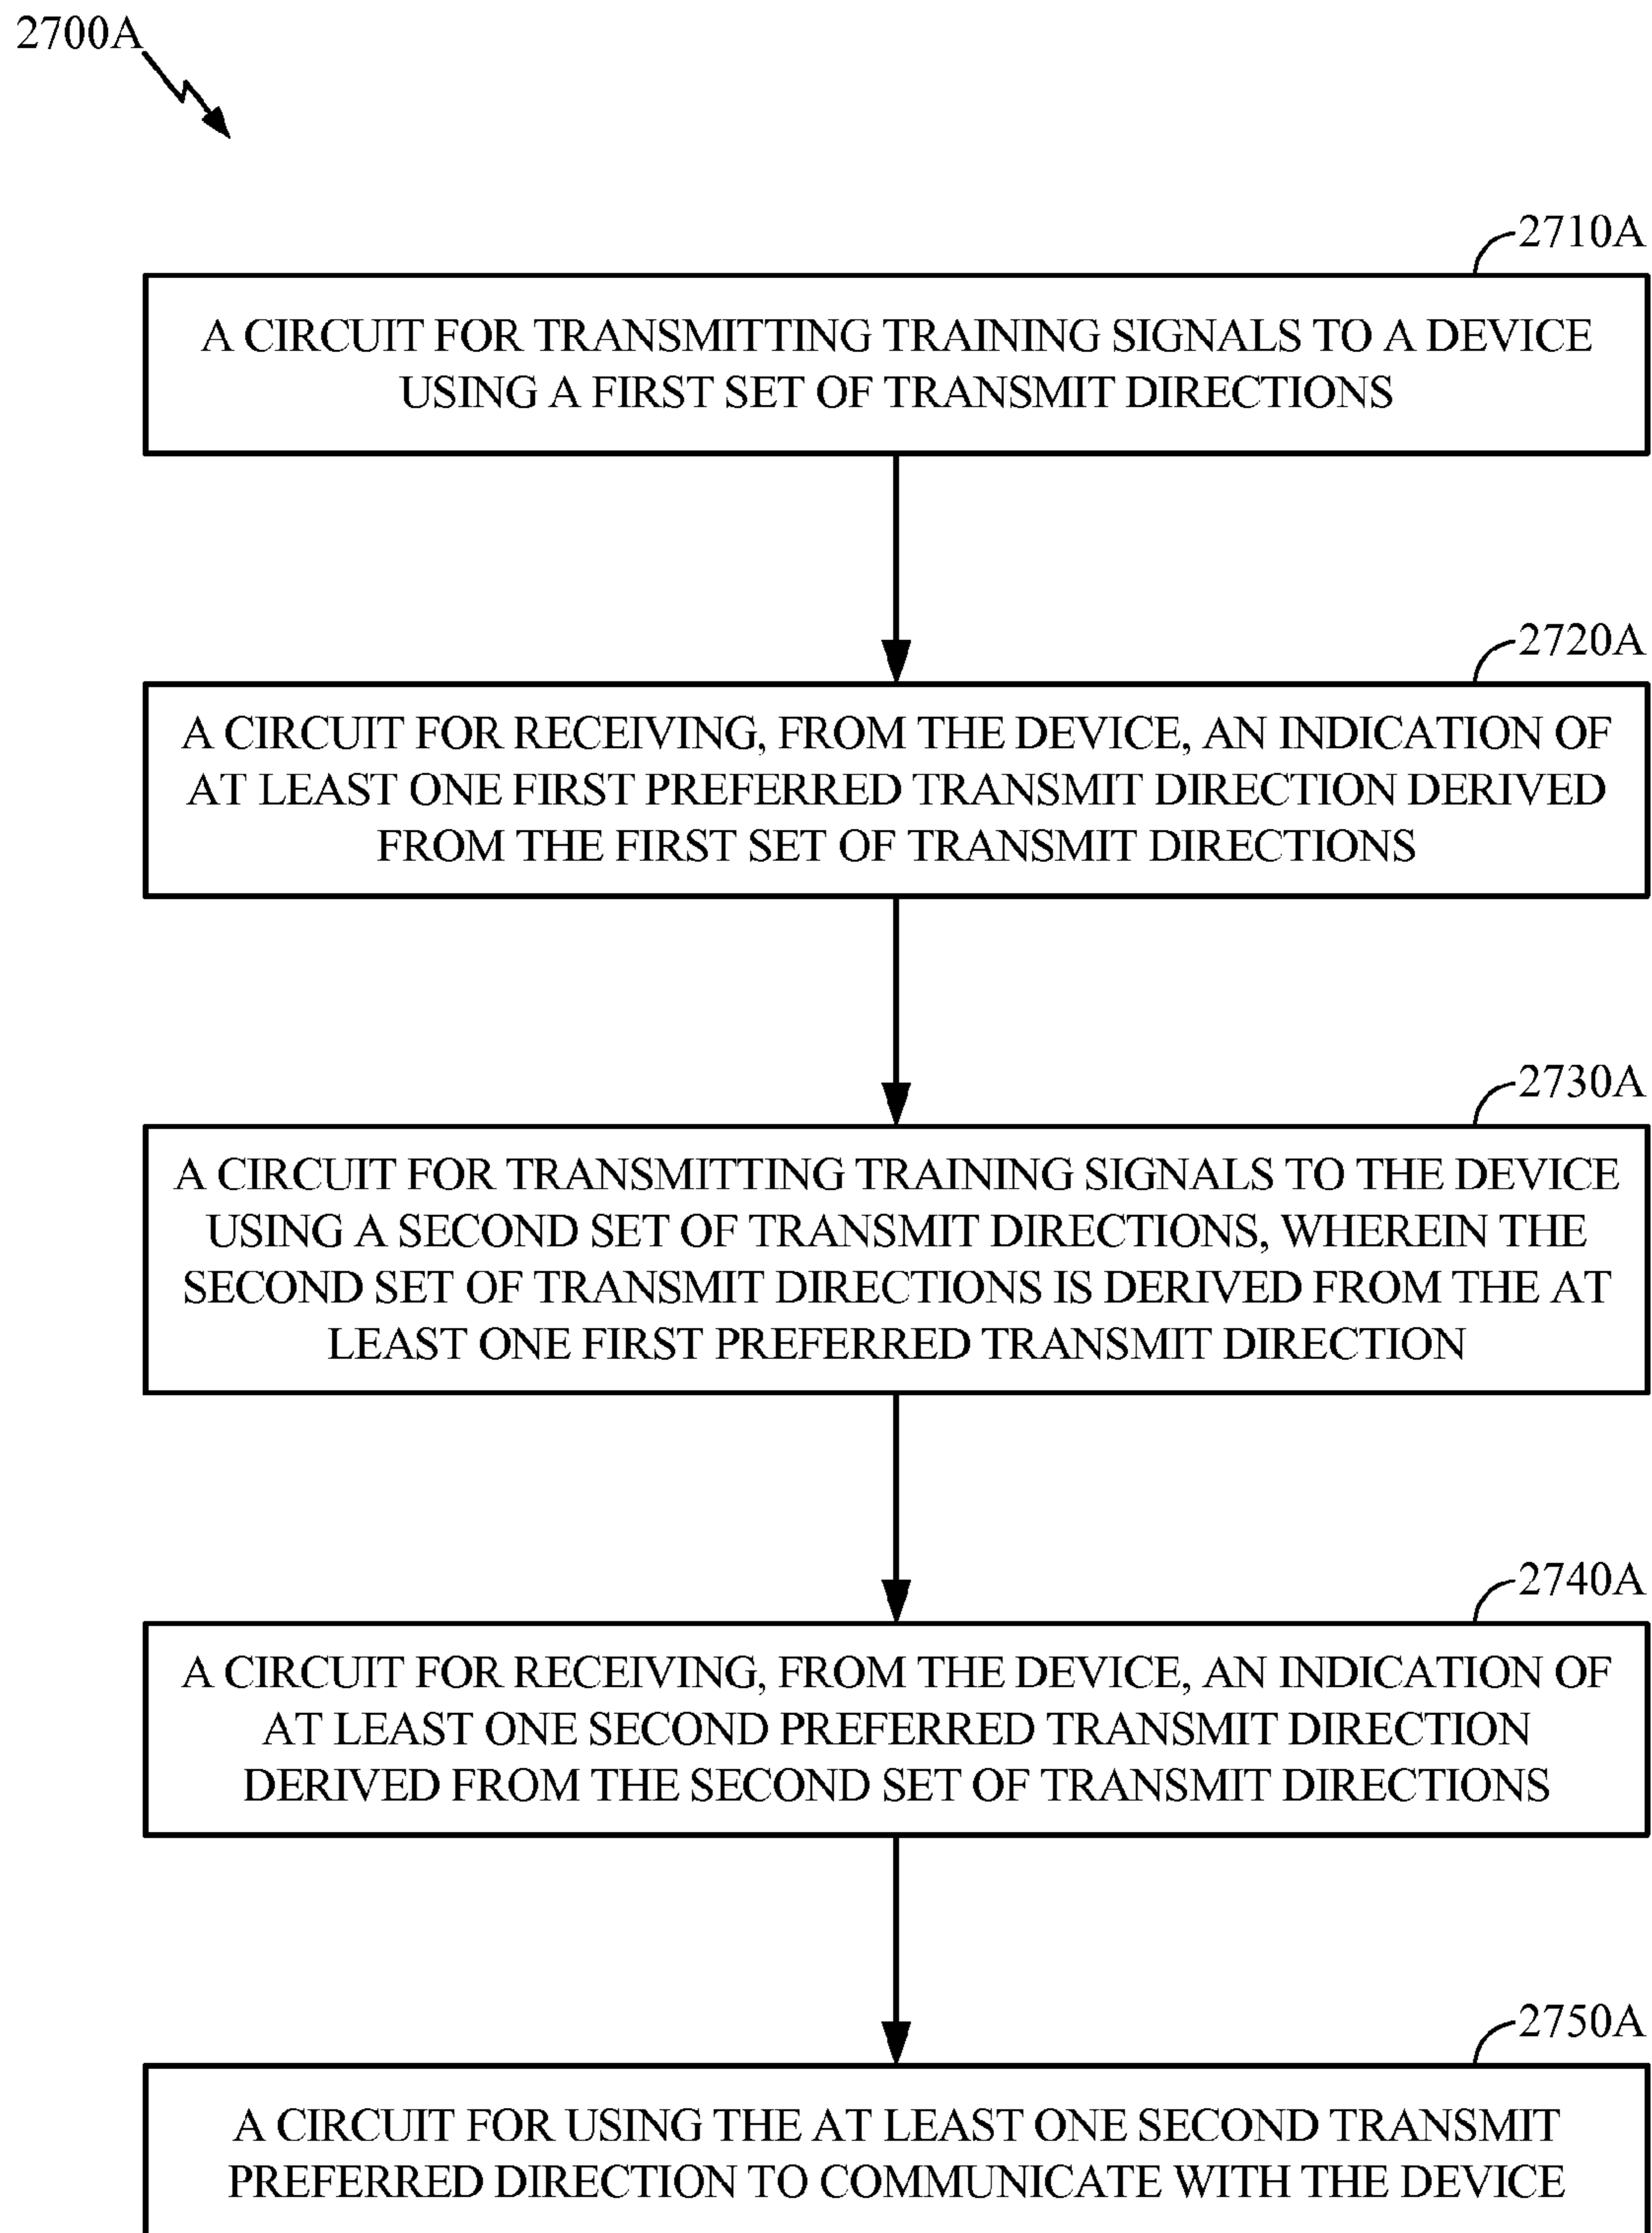 2700A
2710A
A CIRCUIT FOR TRANSMITTING TRAINING SIGNALS TO A DEVICE
USING A FIRST SET OF TRANSMIT DIRECTIONS
2720A
A CIRCUIT FOR RECEIVING, FROM THE DEVICE, AN INDICATION OF
AT LEAST ONE FIRST PREFERRED TRANSMIT DIRECTION DERIVED
FROM THE FIRST SET OF TRANSMIT DIRECTIONS
2730A
A CIRCUIT FOR TRANSMITTING TRAINING SIGNALS TO THE DEVICE
USING A SECOND SET OF TRANSMIT DIRECTIONS, WHEREIN THE
SECOND SET OF TRANSMIT DIRECTIONS IS DERIVED FROM THE AT
LEAST ONE FIRST PREFERRED TRANSMIT DIRECTION
2740A
A CIRCUIT FOR RECEIVING, FROM THE DEVICE, AN INDICATION OF
AT LEAST ONE SECOND PREFERRED TRANSMIT DIRECTION
DERIVED FROM THE SECOND SET OF TRANSMIT DIRECTIONS
2750A
A CIRCUIT FOR USING THE AT LEAST ONE SECOND TRANSMIT
PREFERRED DIRECTION TO COMMUNICATE WITH THE DEVICE